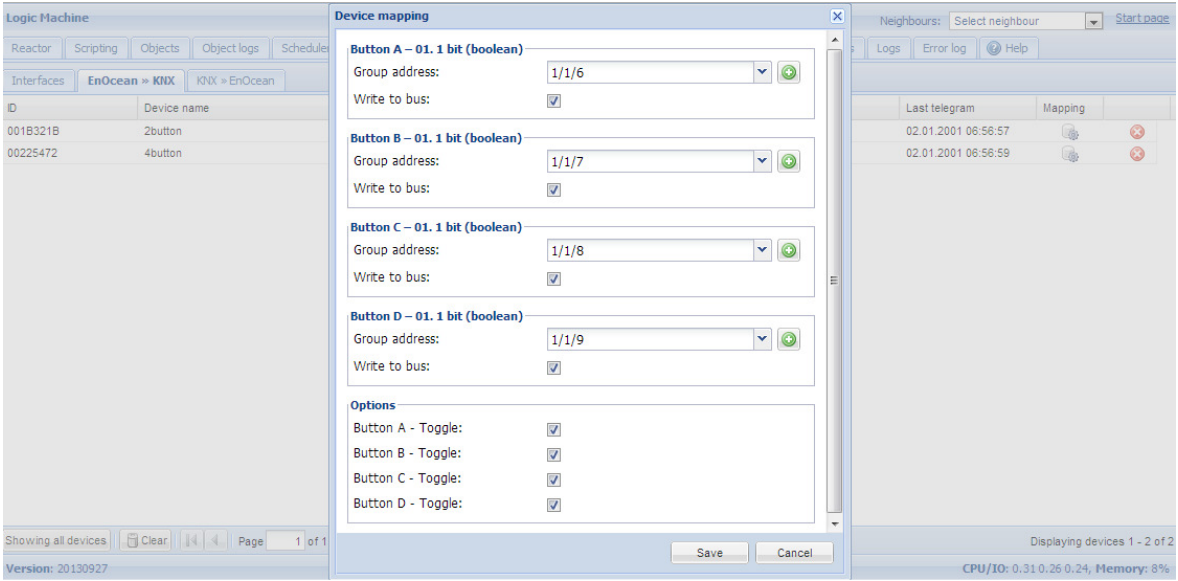 Logic Machine
Device mapping
Neighbours: Select neighbour Start page
Reactor Scripting Objects Object logs Scheduler Logs Error log Help
Interfaces EnOcean » KNX KNX » EnOcean
ID Device name Last telegram Mapping
001B321B 2button 02.01.2001 06:56:57
00225472 4button 02.01.2001 06:56:59
Button A – 01. 1 bit (boolean)
Group address: 1/1/6
Write to bus:
Button B – 01. 1 bit (boolean)
Group address: 1/1/7
Write to bus:
Button C – 01. 1 bit (boolean)
Group address: 1/1/8
Write to bus:
Button D – 01. 1 bit (boolean)
Group address: 1/1/9
Write to bus:
Options
Button A - Toggle:
Button B - Toggle:
Button C - Toggle:
Button D - Toggle:
Save Cancel
Showing all devices Clear Page 1 of 1 Displaying devices 1 - 2 of 2
Version: 20130927 CPU/IO: 0.31 0.26 0.24, Memory: 8%